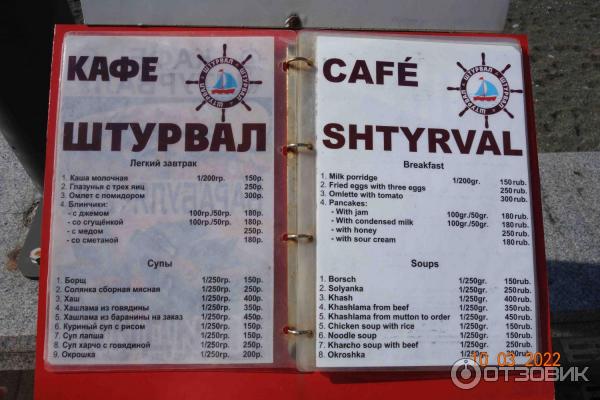 КАФЕ
ШТУРВАЛ
ШТУРВАЛ
Легкий завтрак
1. Каша молочная 1/200гр. 150р.
2. Глазунья с трех яиц 250р.
3. Омлет с помидором 300р.
4. Блинчики:
- с джемом 100гр./50гр. 180р.
- со сгущёнкой 100гр./50гр. 180р.
- с медом 250р.
- со сметаной 180р.
Супы
1. Борщ 1/250гр. 150р.
2. Солянка сборная мясная 1/250гр. 250р.
3. Хаш 1/250гр. 400р.
4. Хашлама из говядины 1/250гр. 350р.
5. Хашлама из баранины на заказ 1/250гр. 450р.
6. Куриный суп с рисом 1/250гр. 150р.
7. Суп лапша 1/250гр. 150р.
8. Суп харчо с говядиной 1/250гр. 250р.
9. Окрошка 1/250гр. 200р.
CAFÉ
ШТУРВАЛ
SHTYRVAL
Breakfast
1. Milk porridge 1/200gr. 150 rub.
2. Fried eggs with three eggs 250 rub.
3. Omlette with tomato 300 rub.
4. Pancakes:
- With jam 100gr./50gr. 180 rub.
- With condensed milk 100gr./50gr. 180 rub.
- with honey 250 rub.
- with sour cream 180 rub.
Soups
1. Borsch 1/250gr. 150rub.
2. Solyanka 1/250gr. 250rub.
3. Khash 1/250gr. 400rub.
4. Khashlama from beef 1/250gr. 350rub.
5. Khashlama from mutton to order 1/250gr. 450rub.
5. Chicken soup with rice 1/250gr. 150rub.
6. Noodle soup 1/250gr. 150rub.
7. Kharcho soup with beef 1/250gr. 250rub.
8. Okroshka
10 03 2022
ОТЗОВИК